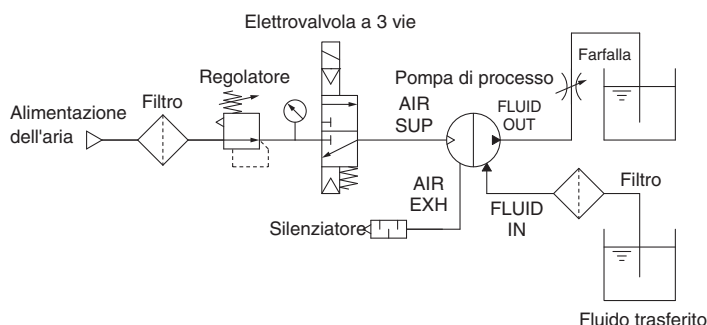 Elettrovalvola a 3 vie
Regolatore
Filtro
Alimentazione
dell'aria
Pompa di processo
Farfalla
AIR
SUP
FLUID
OUT
AIR
EXH
FLUID
IN
Filtro
Silenziatore
Fluido trasferito